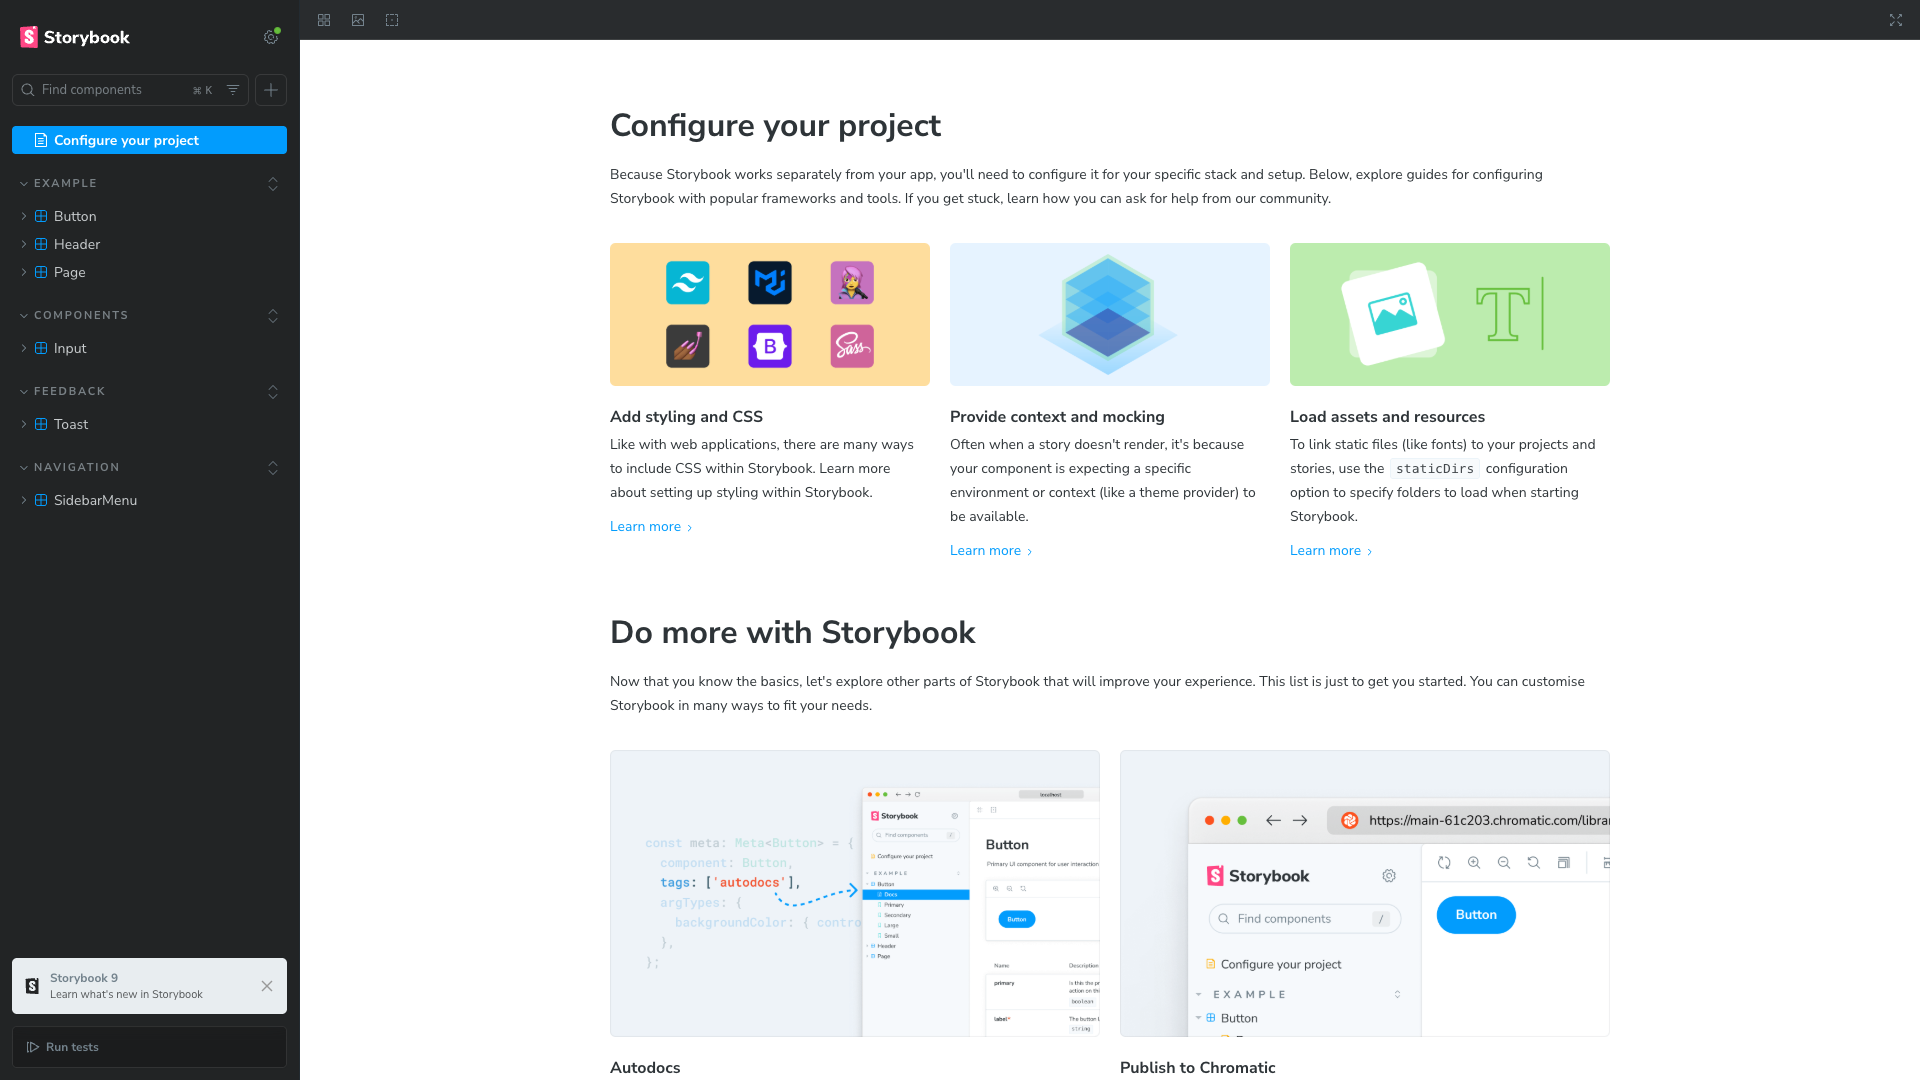 Storybook
Find components
⌘ K
Configure your project
EXAMPLE
Button
Header
Page
COMPONENTS
Input
FEEDBACK
Toast
NAVIGATION
SidebarMenu
Storybook 9
Learn what's new in Storybook
Run tests
Configure your project
Because Storybook works separately from your app, you'll need to configure it for your specific stack and setup. Below, explore guides for configuring
Storybook with popular frameworks and tools. If you get stuck, learn how you can ask for help from our community.
B
Sass
T
Add styling and CSS
Like with web applications, there are many ways
to include CSS within Storybook. Learn more
about setting up styling within Storybook.
Learn more
Provide context and mocking
Often when a story doesn't render, it's because
your component is expecting a specific
environment or context (like a theme provider) to
be available.
Learn more
Load assets and resources
To link static files (like fonts) to your projects and
stories, use the staticDirs configuration
option to specify folders to load when starting
Storybook.
Learn more
Do more with Storybook
Now that you know the basics, let's explore other parts of Storybook that will improve your experience. This list is just to get you started. You can customise
Storybook in many ways to fit your needs.
const meta: Meta<Button> = {
component: Button,
tags: ['autodocs'],
argTypes: {
backgroundColor: { contro
},
};
localhost
Storybook
Find components
/
Configure your project
EXAMPLE
Button
Docs
Primary
Secondary
Large
Small
Header
Page
Button
Primary UI component for user interaction
Button
Name
Description
primary
Is this the pr
action on th
boolean
label*
The button l
string
https://main-61c203.chromatic.com/librar
Storybook
Find components
/
Configure your project
EXAMPLE
Button
Button
Autodocs
Publish to Chromatic